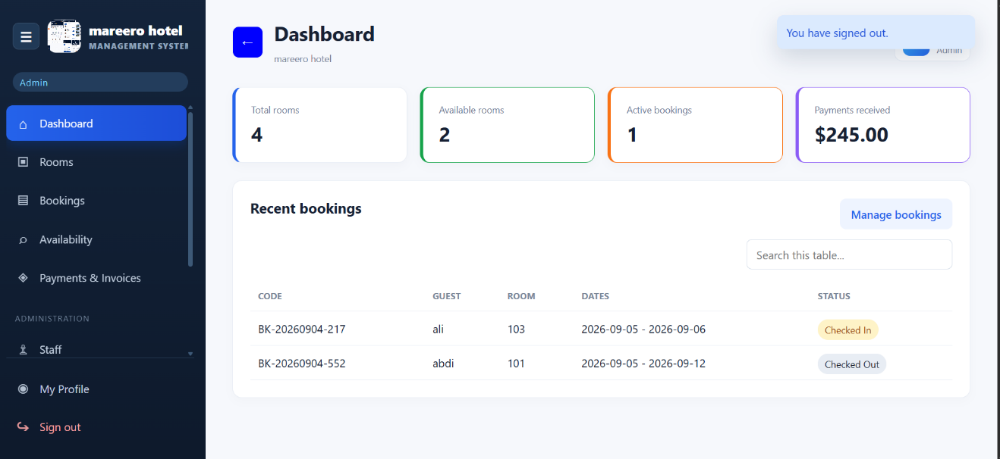 mareero hotel
MANAGEMENT SYSTEM
Admin
Dashboard
Rooms
Bookings
Availability
Payments & Invoices
ADMINISTRATION
Staff
My Profile
Sign out
Dashboard
mareero hotel
You have signed out.
Admin
Total rooms
4
Available rooms
2
Active bookings
1
Payments received
$245.00
Recent bookings
Manage bookings
Search this table...
CODE GUEST ROOM DATES STATUS
BK-20260904-217 ali 103 2026-09-05 - 2026-09-06 Checked In
BK-20260904-552 abdi 101 2026-09-05 - 2026-09-12 Checked Out